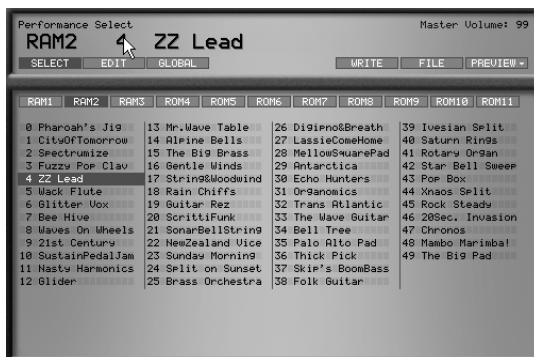 Performance Select
Master Volume: 99
RAM2 4 ZZ Lead
SELECT EDIT GLOBAL WRITE FILE PREVIEW
RAM1 RAM2 RAM3 ROM4 ROM5 ROM6 ROM7 ROM8 ROM9 ROM10 ROM11
0 Pharoah's Jig
1 CityOfTomorrow
2 Spectrumize
3 Fuzzy Pop Clav
4 ZZ Lead
5 Wack Flute
6 Glitter Vox
7 Bee Hive
8 Waves On Wheels
9 21st Century
10 SustainPedalJam
11 Nasty Harmonics
12 Glider
13 Mr.Wave Table
14 Alpine Bells
15 The Big Brass
16 Gentle Winds
17 String&Woodwind
18 Rain Chiffs
19 Guitar Rez
20 ScrittiFunk
21 SonarBellString
22 NewZealand Vice
23 Sunday Morning
24 Split on Sunset
25 Brass Orchestra
26 Digipno&Breath
27 LassieComeHome
28 MellowSquarePad
29 Antarctica
30 Echo Hunters
31 Organomics
32 Trans Atlantic
33 The Wave Guitar
34 Bell Tree
35 Palo Alto Pad
36 Thick Pick
37 Skip's BoomBass
38 Folk Guitar
39 Ivesian Split
40 Saturn Rings
41 Rotary Organ
42 Star Bell Sweep
43 Pop Box
44 Xnaos Split
45 Rock Steady
46 20Sec. Invasion
47 Chronos
48 Mambo Marimba!
49 The Big Pad